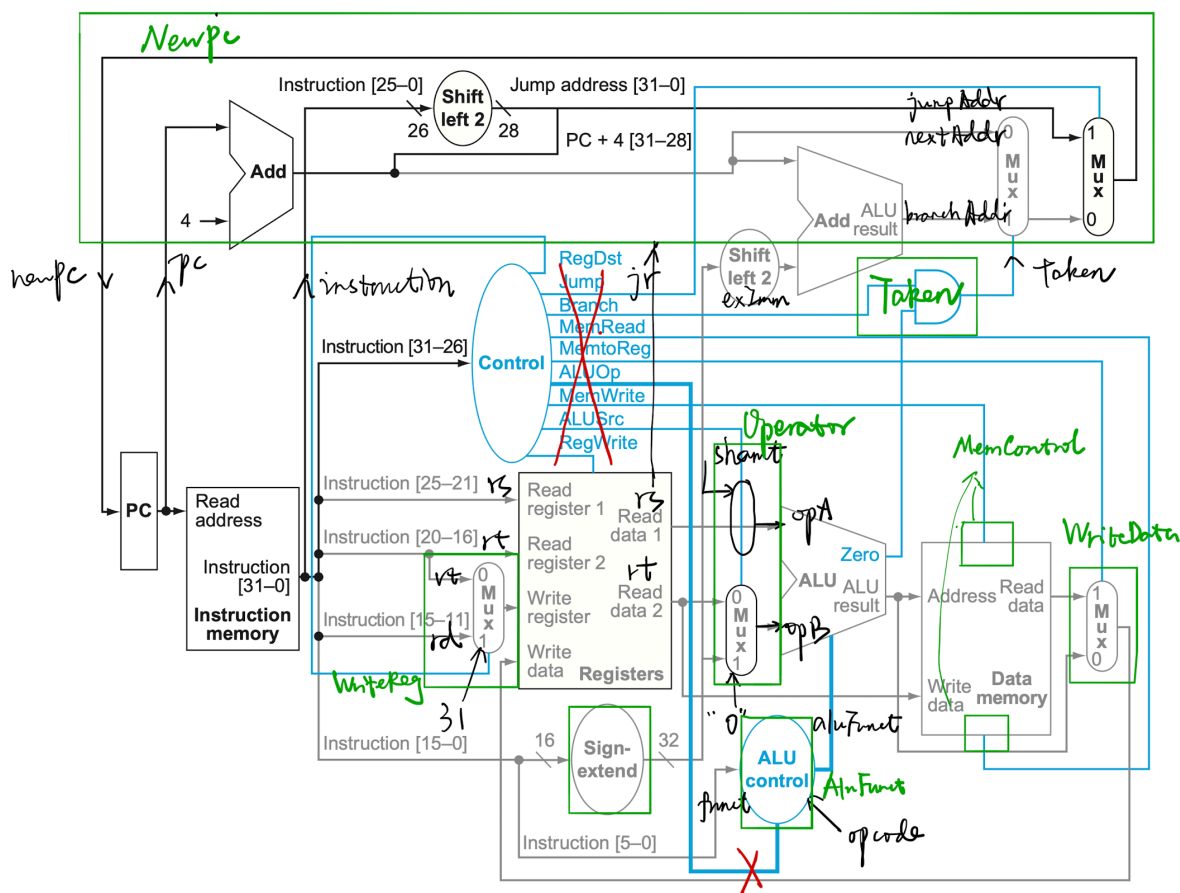 NewPc
Instruction [25–0]
Shift
left 2
26
28
Jump address [31–0]
PC + 4 [31–28]
Add
4
jumpAddr
nextAddr
branchAddr
0
M
u
x
1
1
M
u
x
0
Add
ALU
result
Shift
left 2
exImm
newPc
pc
instruction
jr
Taken
Taken
RegDst
Jump
Branch
MemRead
MemtoReg
ALUOp
MemWrite
ALUSrc
RegWrite
Instruction [31–26]
Control
PC
Read
address
Instruction
[31–0]
Instruction
memory
Instruction [25–21]
rs
Instruction [20–16]
rt
Instruction [15–11]
rt
rd
0
M
u
x
1
31
WriteReg
Read
register 1
Read
register 2
Write
register
Write
data
rs
Read
data 1
rt
Read
data 2
Registers
Operator
shamt
opA
opB
0
M
u
x
1
"0"
Zero
ALU
ALU
result
MemControl
Address
Read
data
Write
data
Data
memory
WriteData
1
M
u
x
0
Instruction [15–0]
16
Sign-
extend
32
aluFunct
ALU
control
AluFunct
funct
opcode
Instruction [5–0]